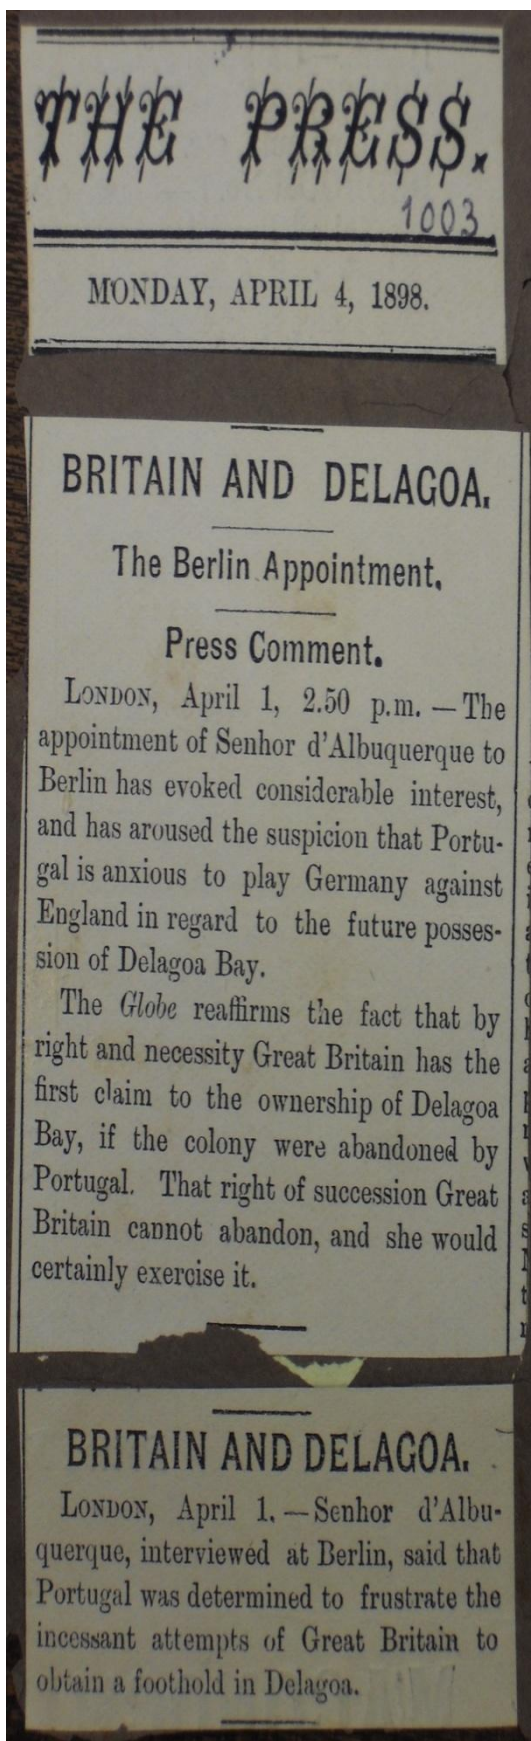 THE PRESS.
1003
MONDAY, APRIL 4, 1898.
BRITAIN AND DELAGOA.
The Berlin Appointment.
Press Comment.
LONDON, April 1, 2.50 p.m. — The
appointment of Senhor d'Albuquerque to
Berlin has evoked considerable interest,
and has aroused the suspicion that Portu-
gal is anxious to play Germany against
England in regard to the future posses-
sion of Delagoa Bay.
The Globe reaffirms the fact that by
right and necessity Great Britain has the
first claim to the ownership of Delagoa
Bay, if the colony were abandoned by
Portugal. That right of succession Great
Britain cannot abandon, and she would
certainly exercise it.
BRITAIN AND DELAGOA.
LONDON, April 1. — Senhor d'Albu-
querque, interviewed at Berlin, said that
Portugal was determined to frustrate the
incessant attempts of Great Britain to
obtain a foothold in Delagoa.